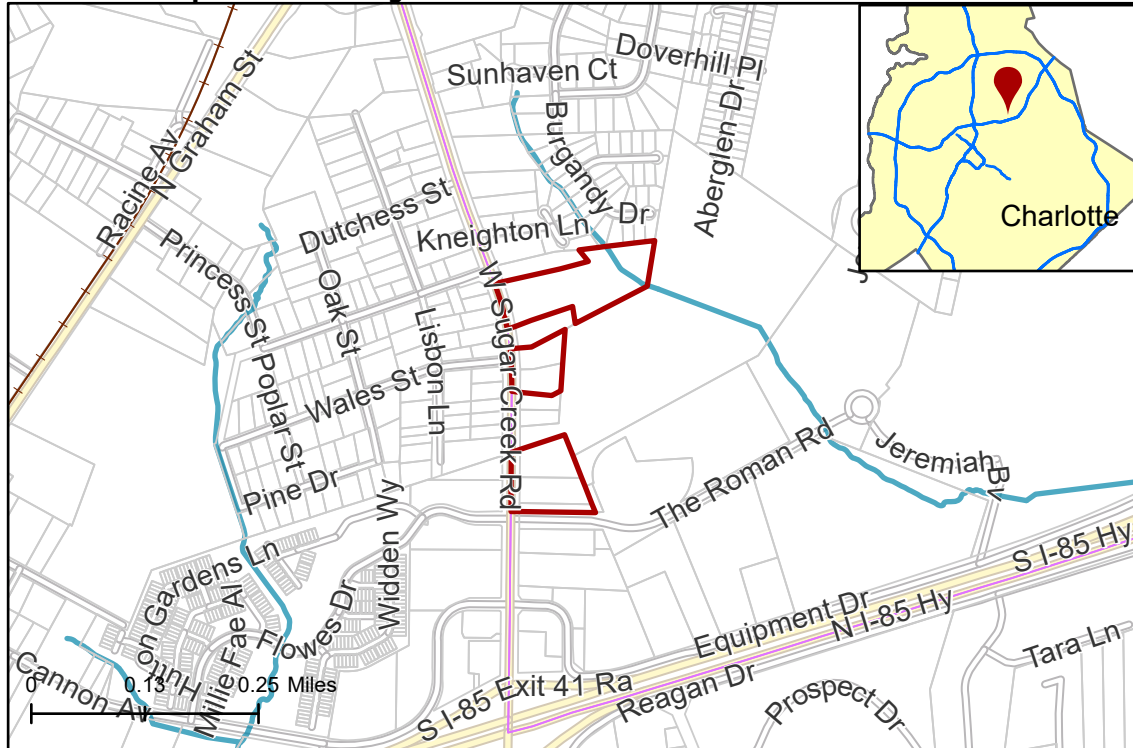 Doverhill Pl
Sunhaven Ct
Burgandy Dr
Aberglen Dr
N Graham St
Racine Av
Charlotte
Dutchess St
Kneighton Ln
Princess St
Oak St
W Sugar Creek Rd
Lisbon Ln
Poplar St
Wales St
Pine Dr
Widden Wy
The Roman Rd
Jeremiah Bv
S I-85 Hy
N I-85 Hy
Equipment Dr
Reagan Dr
Tara Ln
Prospect Dr
S I-85 Exit 41 Ra
Flowes Dr
Millie Fae Al
Hutton Gardens Ln
Cannon Av
0 0.13 0.25 Miles